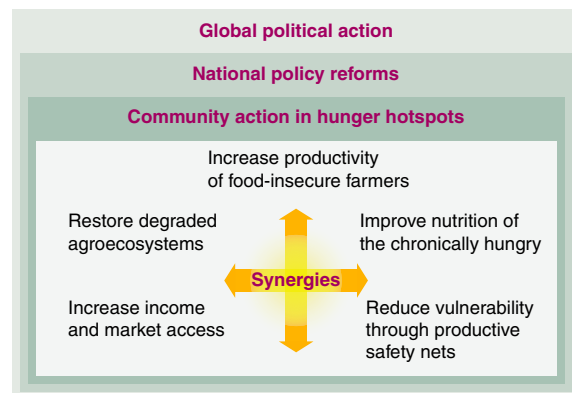 Global political action
National policy reforms
Community action in hunger hotspots
Increase productivity
of food-insecure farmers
Restore degraded
agroecosystems
Improve nutrition of
the chronically hungry
Synergies
Increase income
and market access
Reduce vulnerability
through productive
safety nets